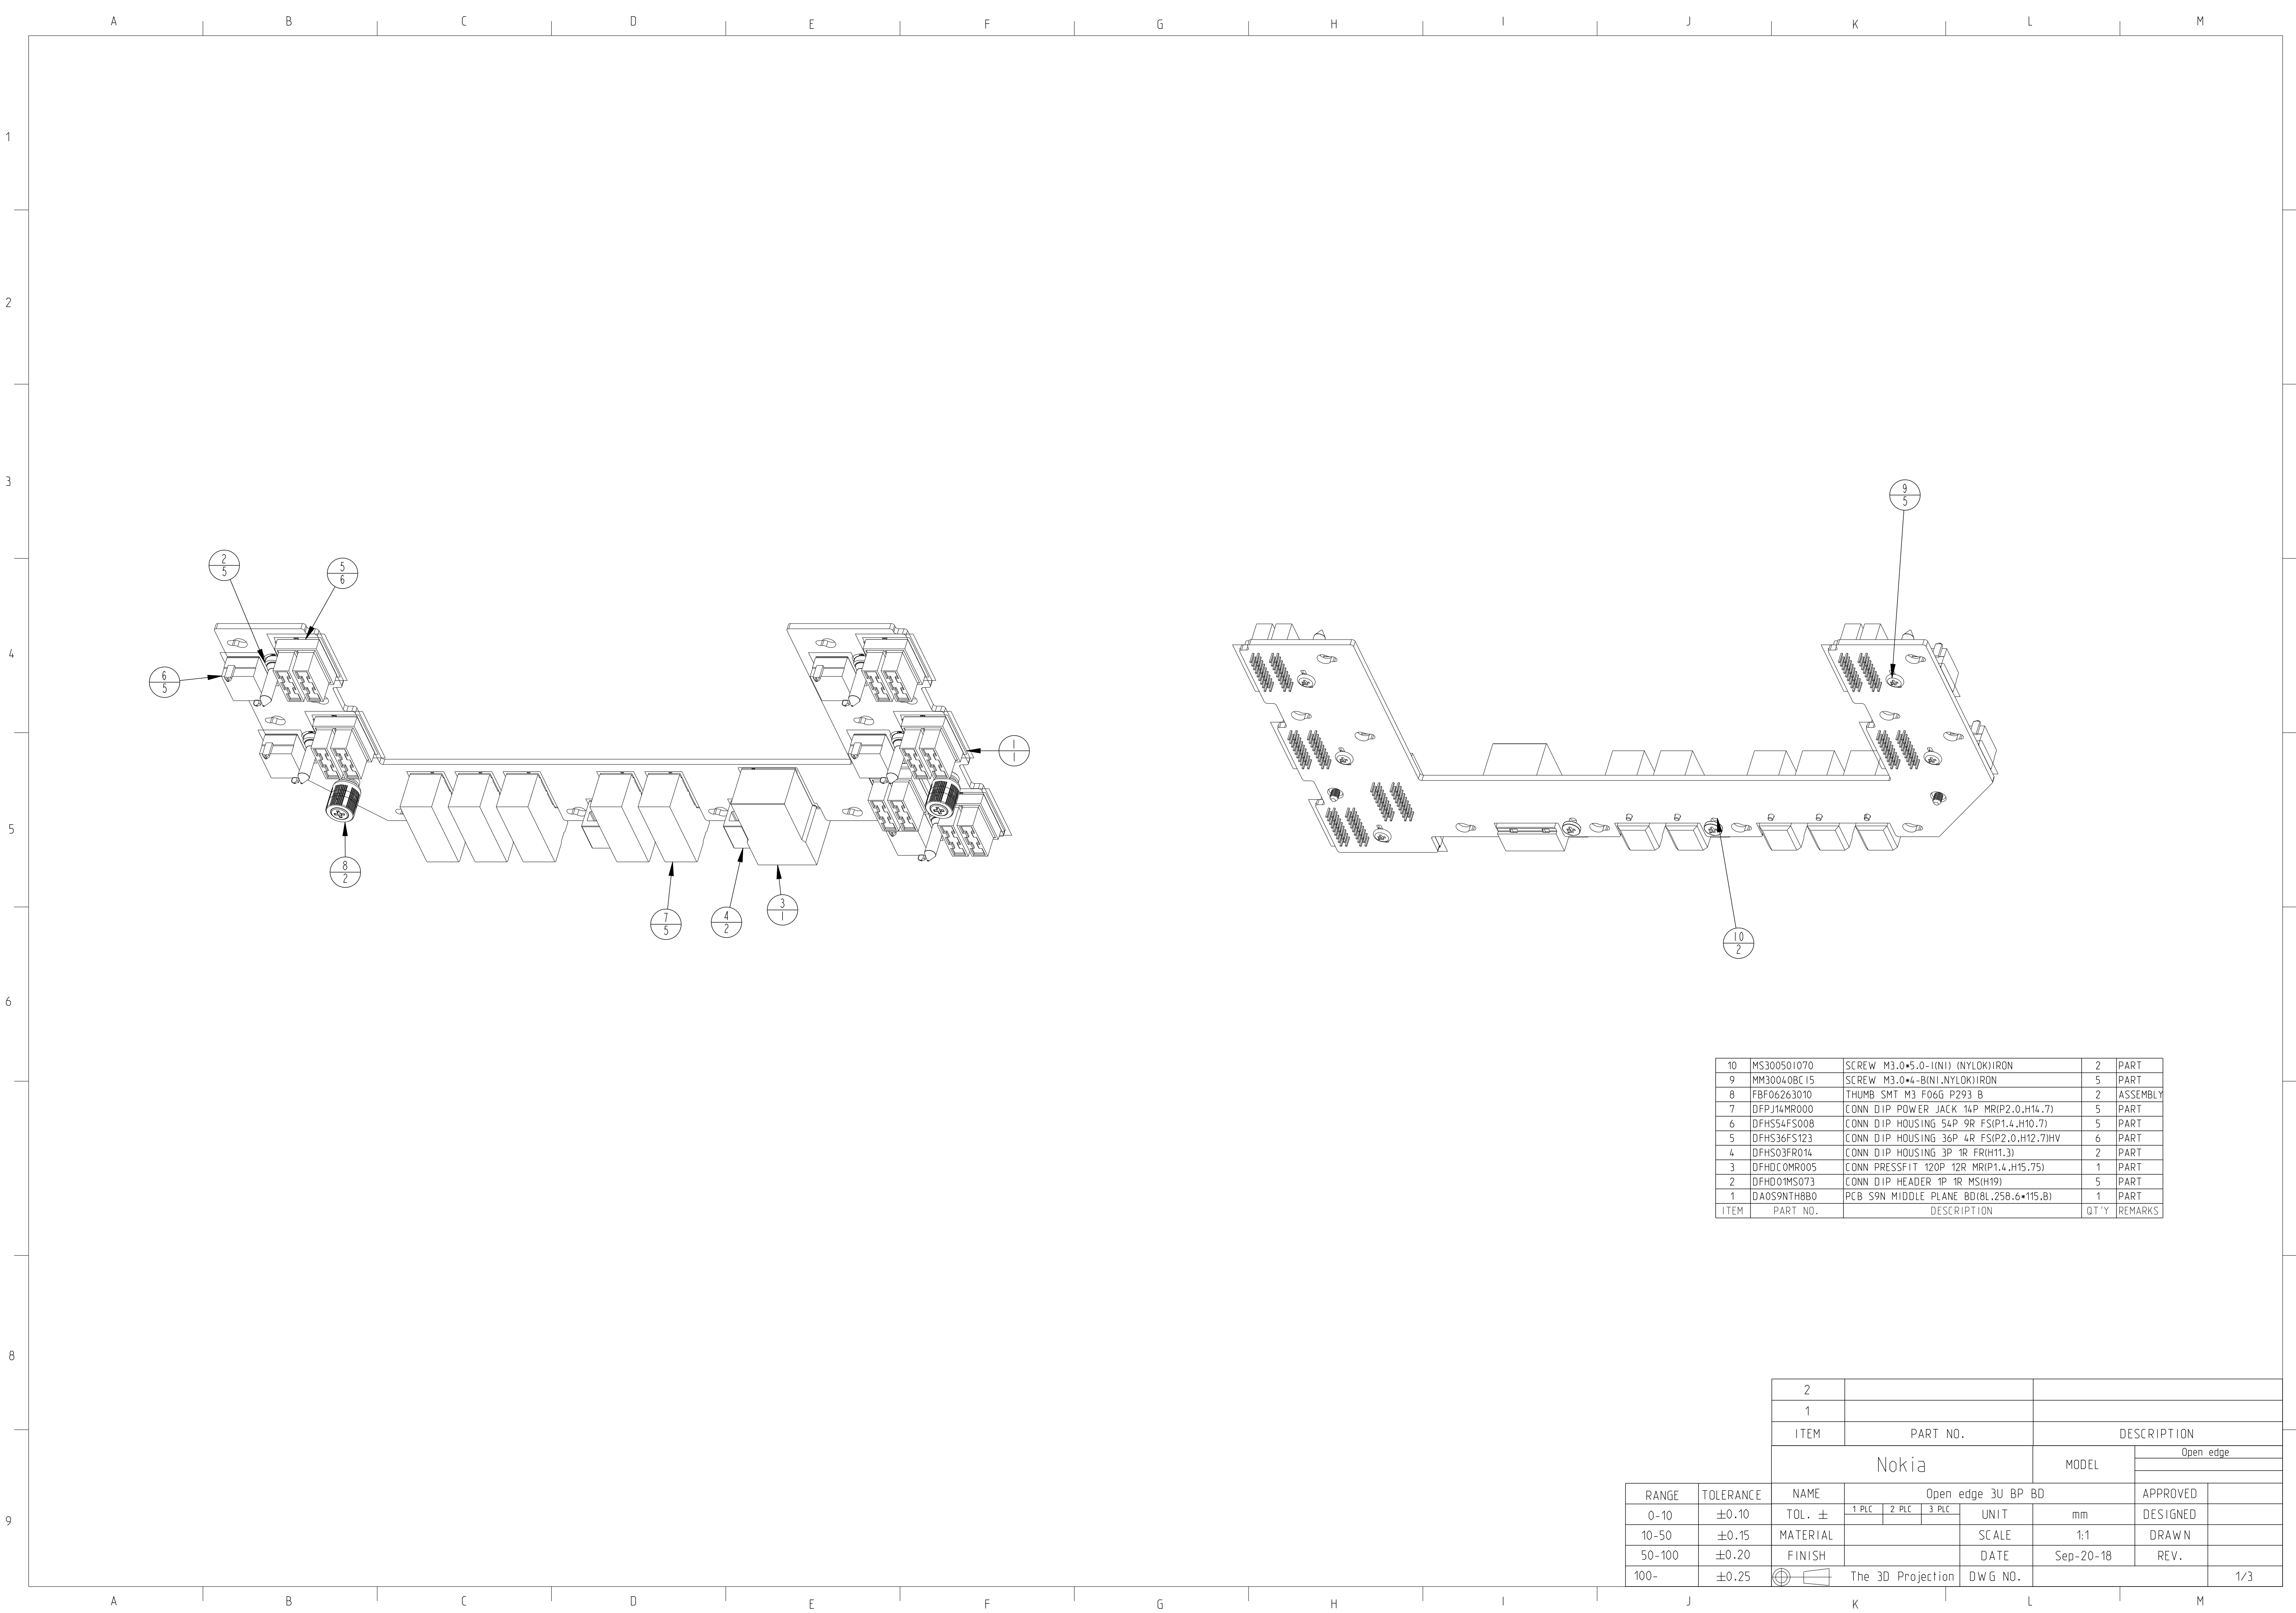 A B C D E F G H I J K L M
1
2
3
9
5
2
5
5
6
4
6
5
1
1
5
8
2
7
5
4
2
3
1
10
2
6
10 MS300501070 SCREW M3.0*5.0-I(NI) (NYLOK)IRON 2 PART
9 MM30040BC15 SCREW M3.0*4-B(NI,NYLOK)IRON 5 PART
8 FBF06263010 THUMB SMT M3 F06G P293 B 2 ASSEMBLY
7 DFPJ14MR000 CONN DIP POWER JACK 14P MR(P2.0,H14.7) 5 PART
6 DFHS54FS008 CONN DIP HOUSING 54P 9R FS(P1.4,H10.7) 5 PART
5 DFHS36FS123 CONN DIP HOUSING 36P 4R FS(P2.0,H12.7)HV 6 PART
4 DFHS03FR014 CONN DIP HOUSING 3P 1R FR(H11.3) 2 PART
3 DFHDC0MR005 CONN PRESSFIT 120P 12R MR(P1.4,H15.75) 1 PART
2 DFHD01MS073 CONN DIP HEADER 1P 1R MS(H19) 5 PART
1 DA0S9NTH8B0 PCB S9N MIDDLE PLANE BD(8L,258.6*115,B) 1 PART
ITEM PART NO. DESCRIPTION QT'Y REMARKS
8
2
1
ITEM PART NO. DESCRIPTION
Nokia MODEL Open edge
RANGE TOLERANCE NAME Open edge 3U BP BD APPROVED
0-10 ±0.10 TOL. ± 1 PLC 2 PLC 3 PLC UNIT mm DESIGNED
9
10-50 ±0.15 MATERIAL SCALE 1:1 DRAWN
50-100 ±0.20 FINISH DATE Sep-20-18 REV.
100- ±0.25 The 3D Projection DWG NO. 1/3
A B C D E F G H I J K L M